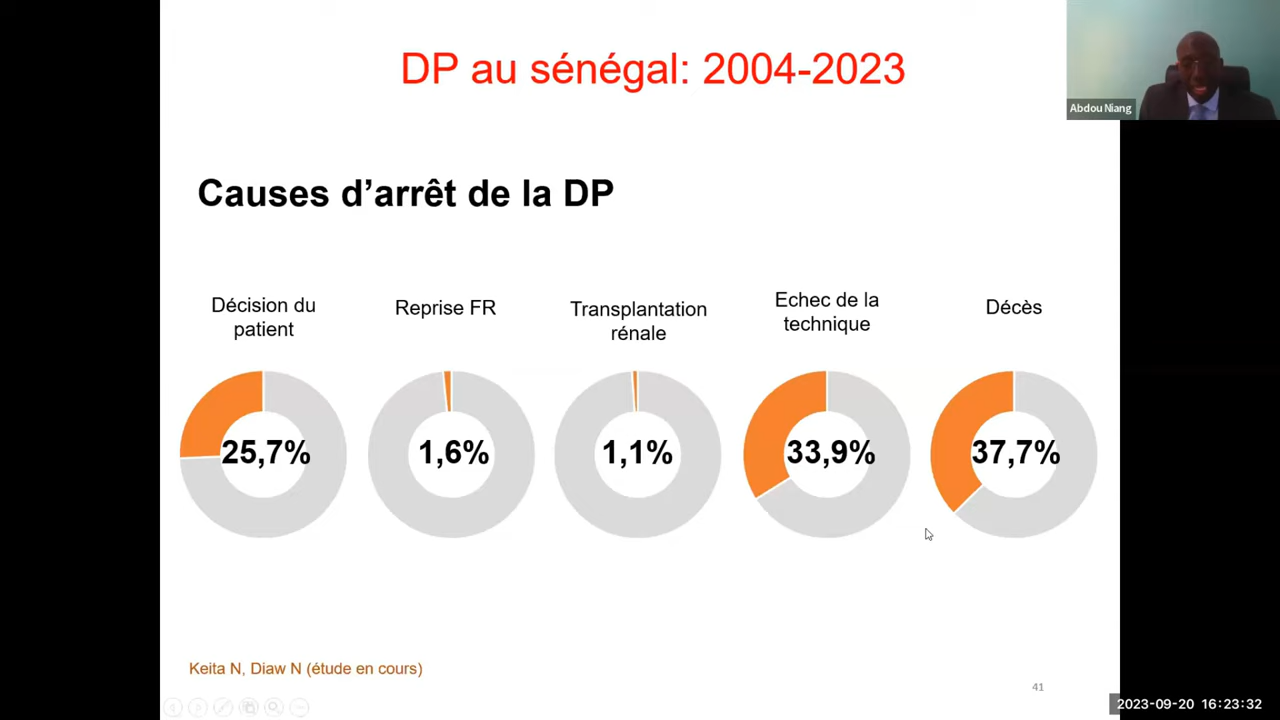 DP au sénégal: 2004-2023
Abdou Niang
Causes d’arrêt de la DP
Décision du
patient
Reprise FR
Transplantation
rénale
Echec de la
technique
Décès
25,7%
1,6%
1,1%
33,9%
37,7%
Keita N, Diaw N (étude en cours)
41
2023-09-20 16:23:32